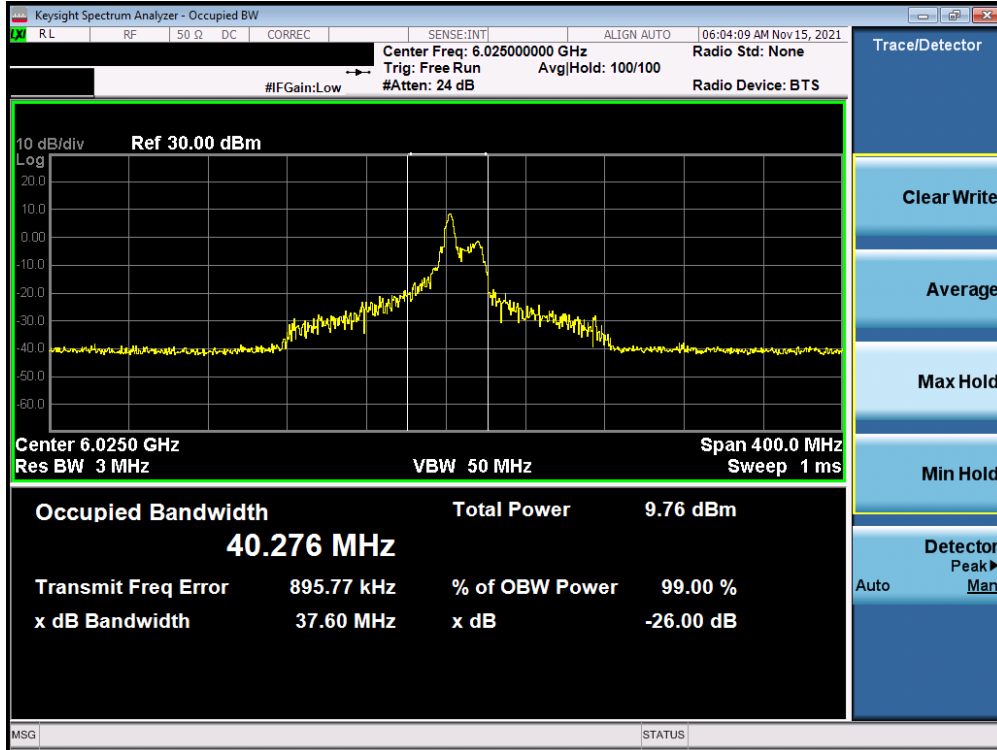 Keysight Spectrum Analyzer - Occupied BW
LXI RL RF 50 Ω DC CORREC SENSE:INT ALIGN AUTO 06:04:09 AM Nov 15, 2021
Center Freq: 6.025000000 GHz Radio Std: None
Trig: Free Run Avg|Hold: 100/100
#IFGain:Low #Atten: 24 dB Radio Device: BTS
10 dB/div Ref 30.00 dBm
Log
20.0
10.0
0.00
-10.0
-20.0
-30.0
-40.0
-50.0
-60.0
Center 6.0250 GHz Span 400.0 MHz
Res BW 3 MHz VBW 50 MHz Sweep 1 ms
Occupied Bandwidth Total Power 9.76 dBm
40.276 MHz
Transmit Freq Error 895.77 kHz % of OBW Power 99.00 %
x dB Bandwidth 37.60 MHz x dB -26.00 dB
MSG STATUS
Trace/Detector
Clear Write
Average
Max Hold
Min Hold
Detector
Peak▶
Auto Man